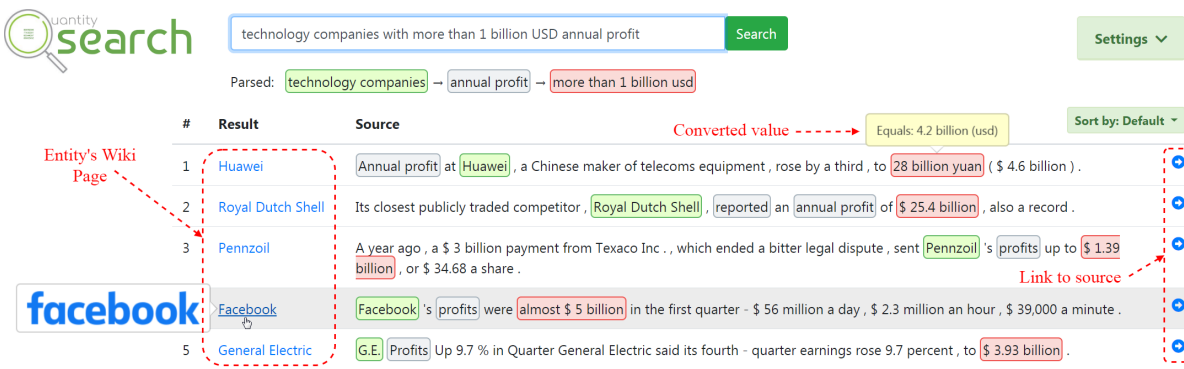 uantity
search
technology companies with more than 1 billion USD annual profit
Search
Settings
Parsed: technology companies → annual profit → more than 1 billion usd
# Result Source
Sort by: Default
Converted value
Equals: 4.2 billion (usd)
Entity's Wiki
Page
1 Huawei Annual profit at Huawei , a Chinese maker of telecoms equipment , rose by a third , to 28 billion yuan ( $ 4.6 billion ) .
2 Royal Dutch Shell Its closest publicly traded competitor , Royal Dutch Shell , reported an annual profit of $ 25.4 billion , also a record .
3 Pennzoil A year ago , a $ 3 billion payment from Texaco Inc . , which ended a bitter legal dispute , sent Pennzoil 's profits up to $ 1.39
billion , or $ 34.68 a share .
Link to source
facebook Facebook Facebook 's profits were almost $ 5 billion in the first quarter - $ 56 million a day , $ 2.3 million an hour , $ 39,000 a minute .
5 General Electric G.E. Profits Up 9.7 % in Quarter General Electric said its fourth - quarter earnings rose 9.7 percent , to $ 3.93 billion .